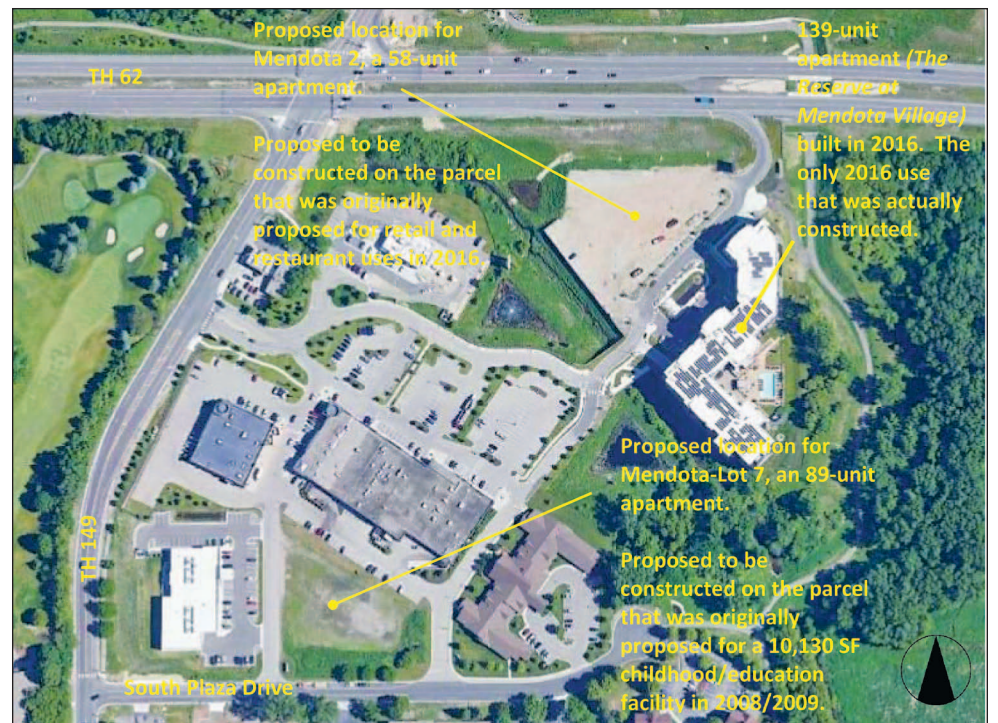 Proposed location for
Mendota 2, a 58-unit
apartment.
Proposed to be
constructed on the parcel
that was originally
proposed for retail and
restaurant uses in 2016.
139-unit
apartment (The
Reserve at
Mendota Village)
built in 2016. The
only 2016 use
that was actually
constructed.
TH 62
Proposed location for
Mendota-Lot 7, an 89-unit
apartment.
Proposed to be
constructed on the parcel
that was originally
proposed for a 10,130 SF
childhood/education
facility in 2008/2009.
TH 149
South Plaza Drive